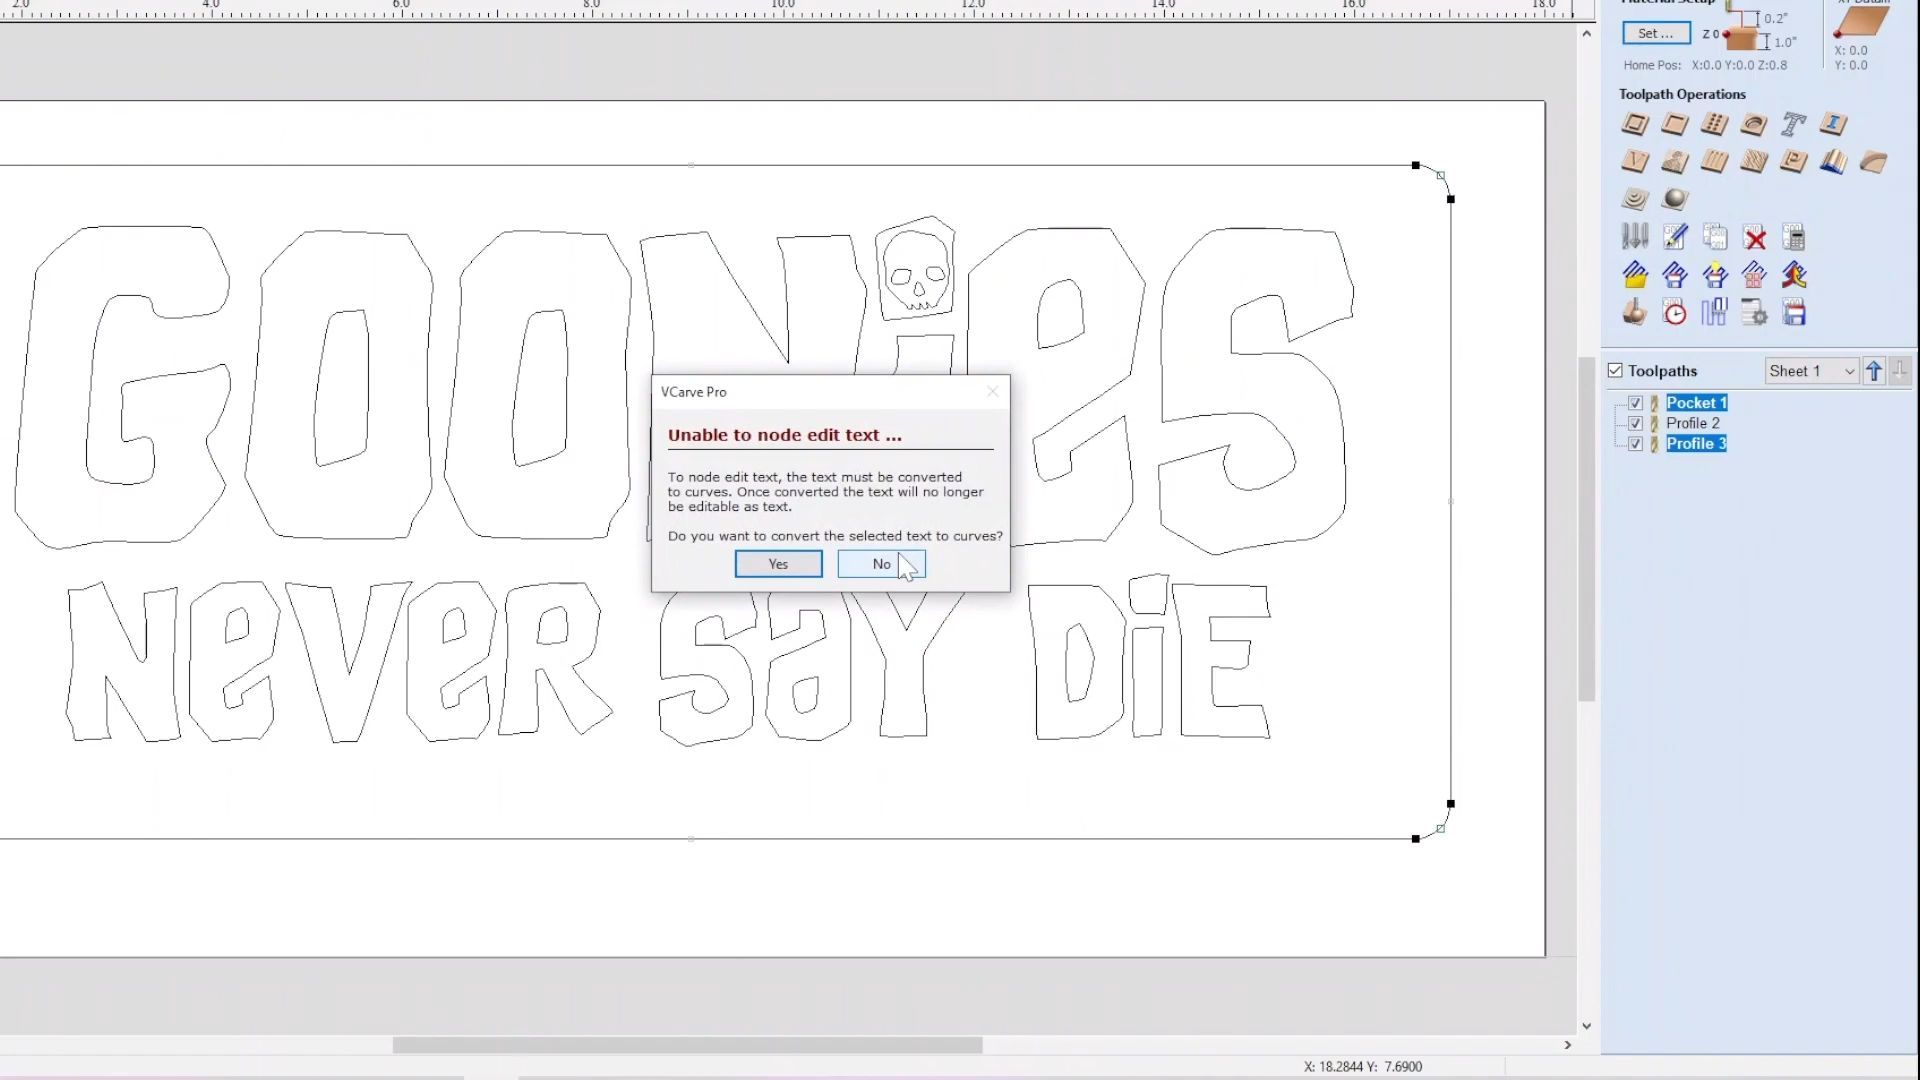 2.0 4.0 6.0 8.0 10.0 12.0 14.0 16.0 18.0
Set ...
Z 0
0.2"
1.0"
X: 0.0
Y: 0.0
Home Pos: X:0.0 Y:0.0 Z:0.8
Toolpath Operations
Toolpaths
Sheet 1
Pocket 1
Profile 2
Profile 3
GOONies
VCarve Pro
Unable to node edit text ...
To node edit text, the text must be converted
to curves. Once converted the text will no longer
be editable as text.
Do you want to convert the selected text to curves?
Yes
No
NeVeR SaY DiE
X: 18.2844 Y: 7.6900